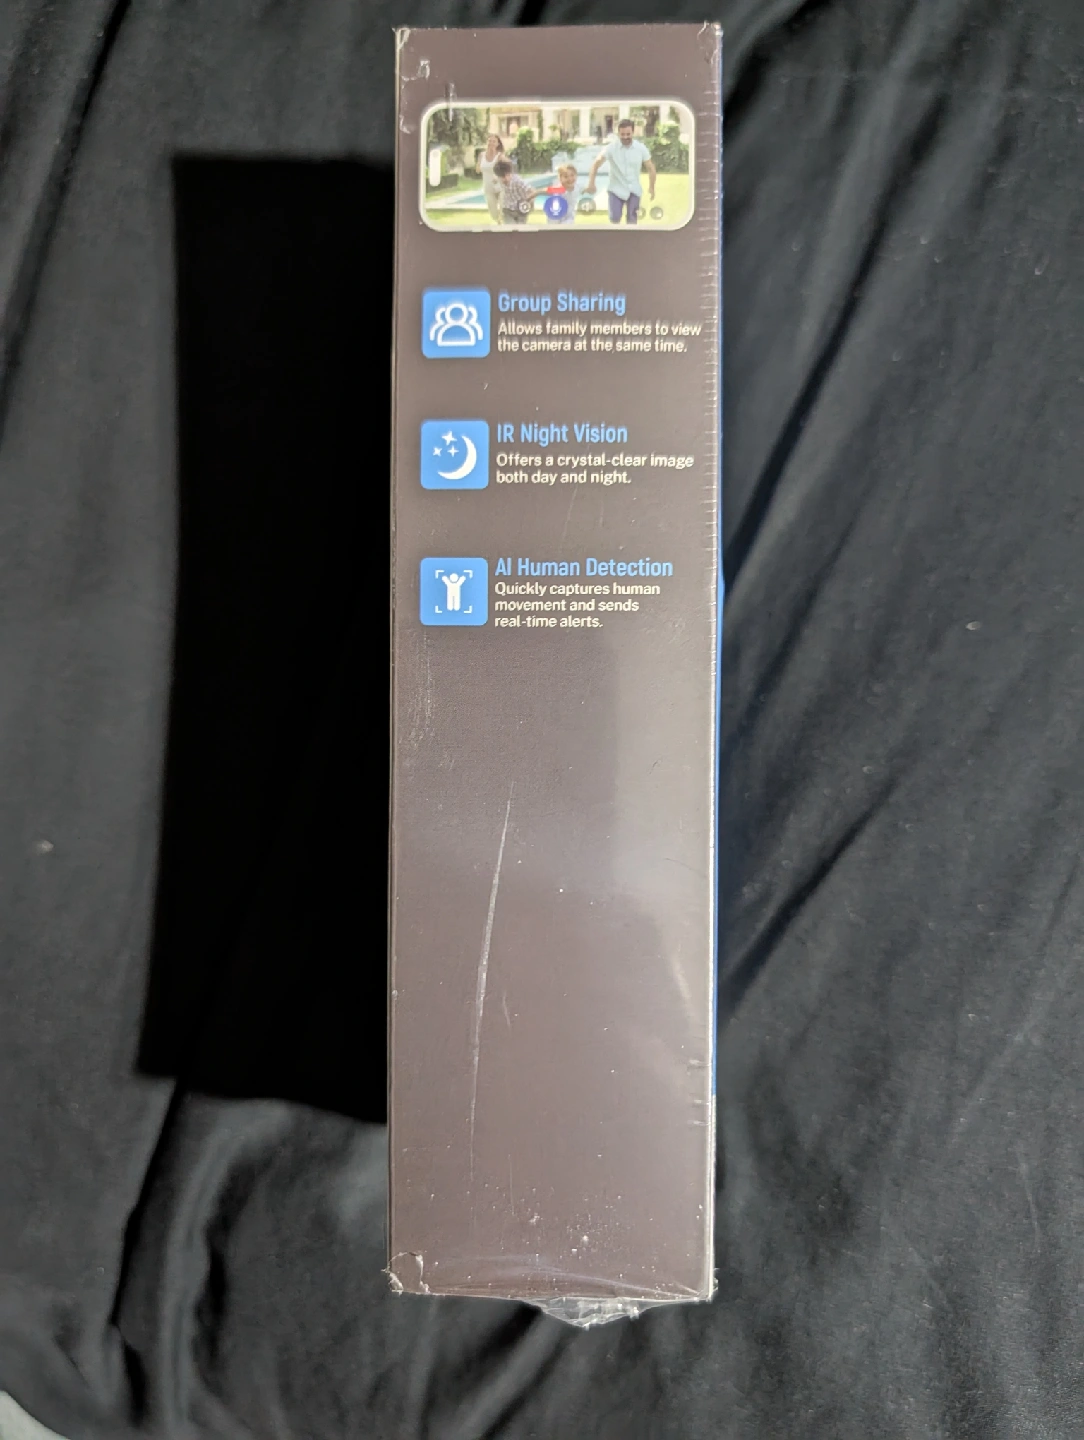 Group Sharing
Allows family members to view
the camera at the same time.
IR Night Vision
Offers a crystal-clear image
both day and night.
AI Human Detection
Quickly captures human
movement and sends
real-time alerts.